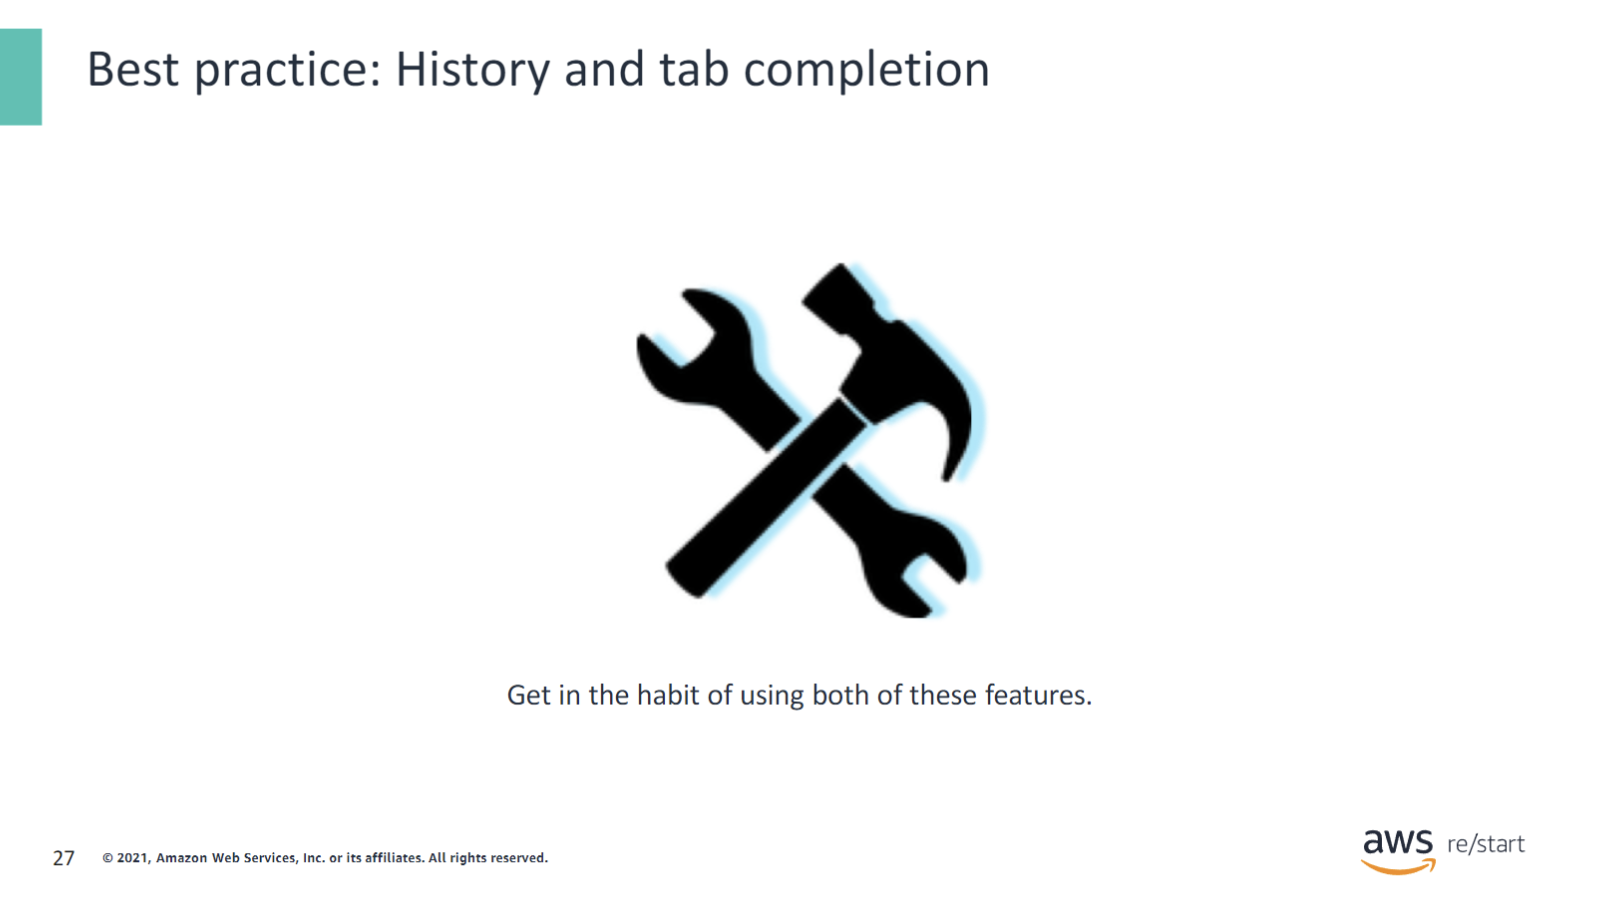 Best practice: History and tab completion
Get in the habit of using both of these features.
27 © 2021, Amazon Web Services, Inc. or its affiliates. All rights reserved.
aws re/start